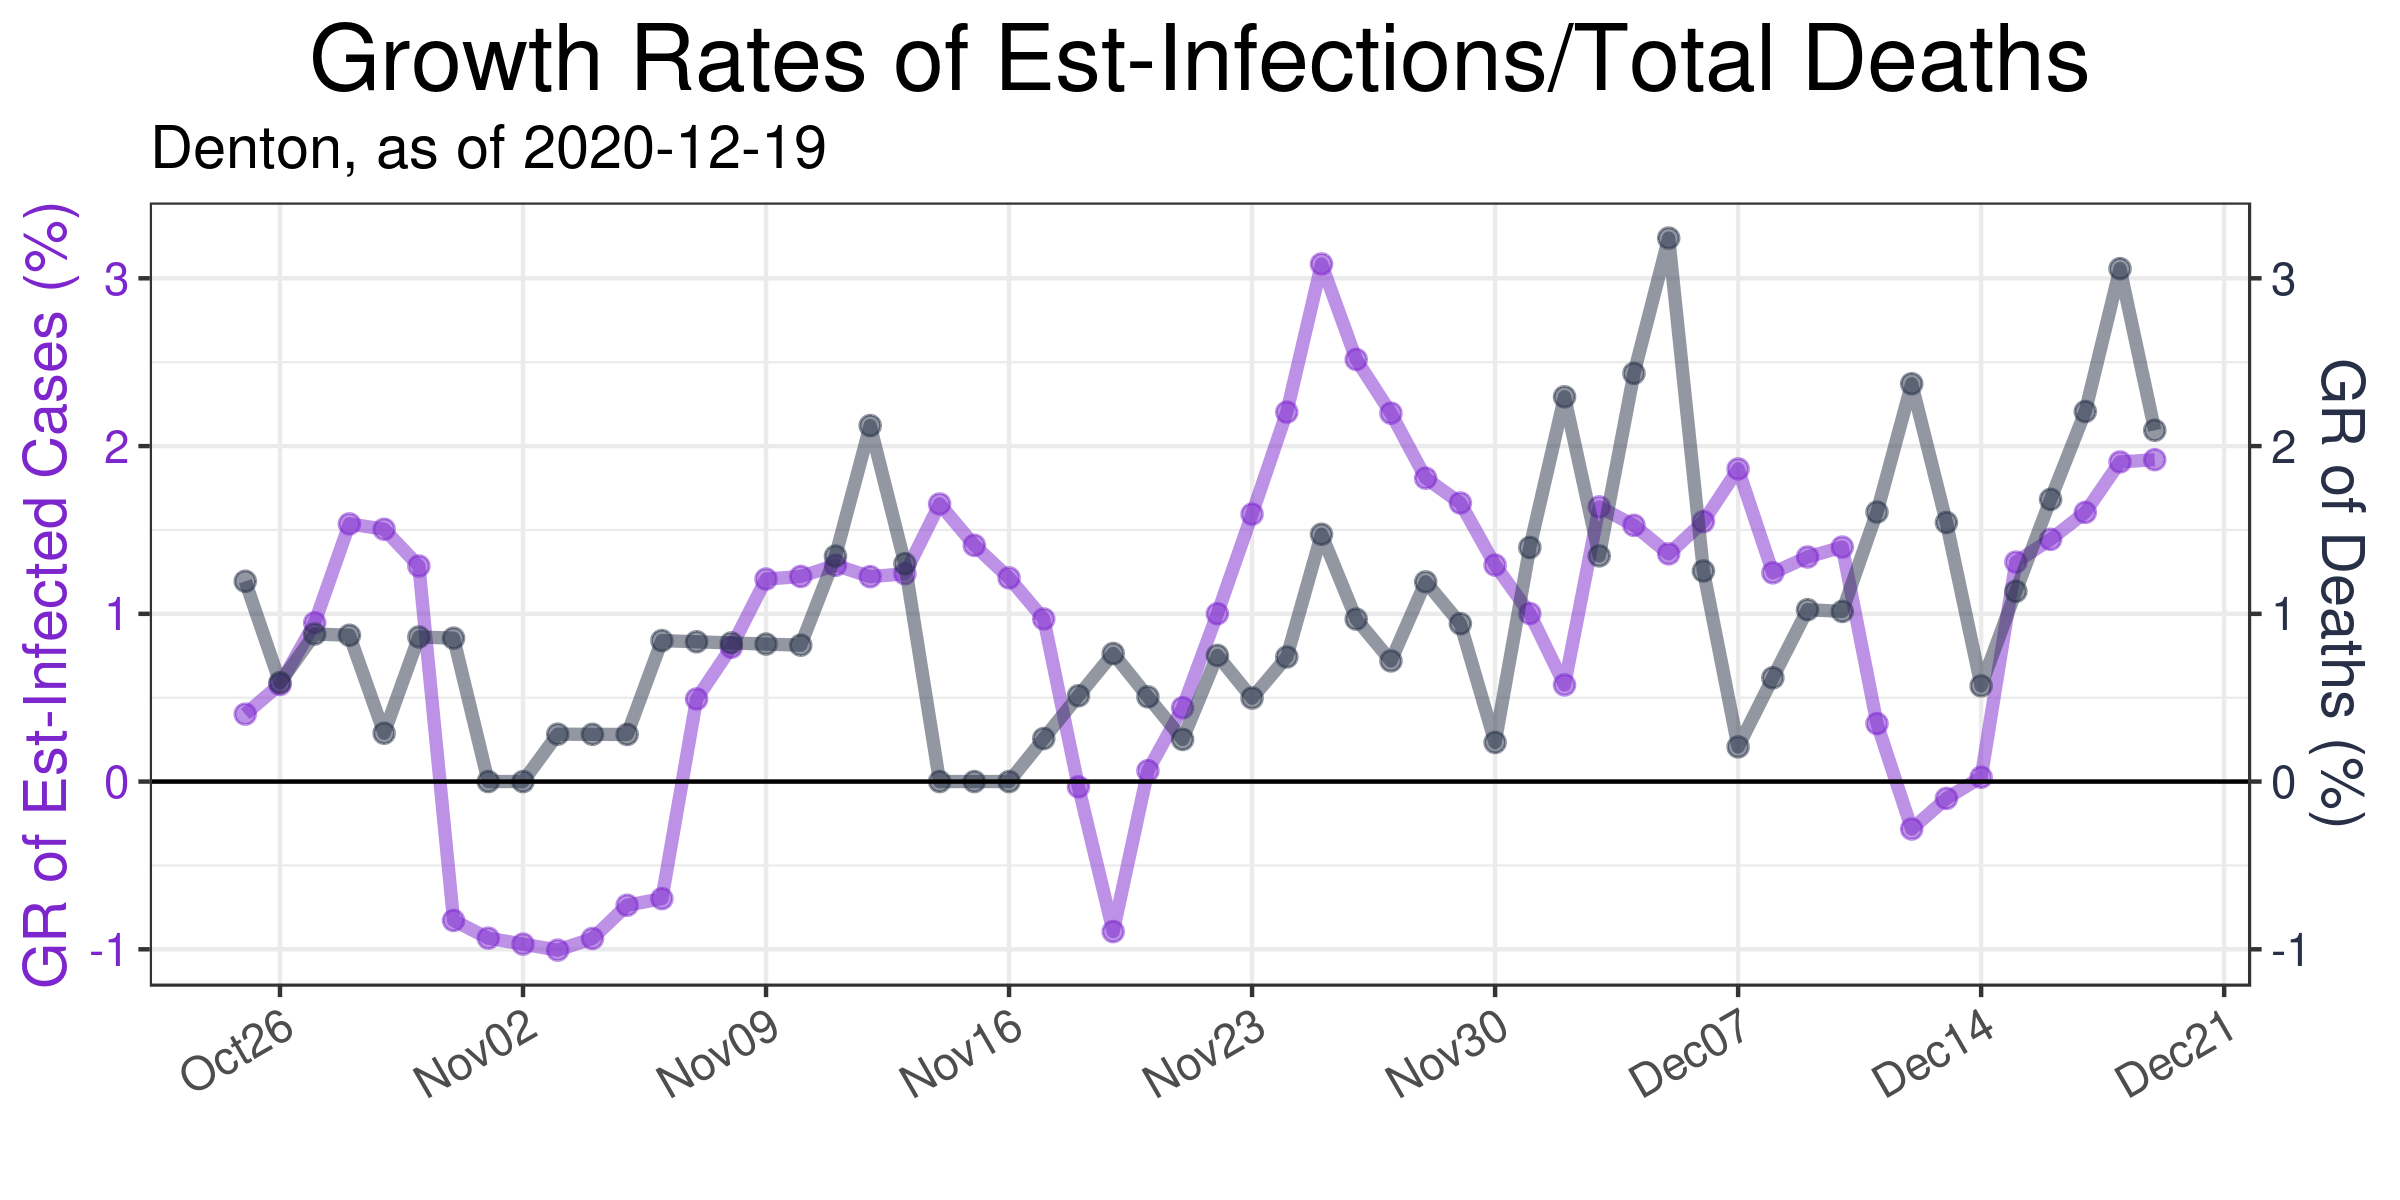 Growth Rates of Est-Infections/Total Deaths
Denton, as of 2020-12-19
GR of Est-Infected Cases (%)
3
2
1
0
-1
3
2
1
0
-1
GR of Deaths (%)
Oct26 Nov02 Nov09 Nov16 Nov23 Nov30 Dec07 Dec14 Dec21